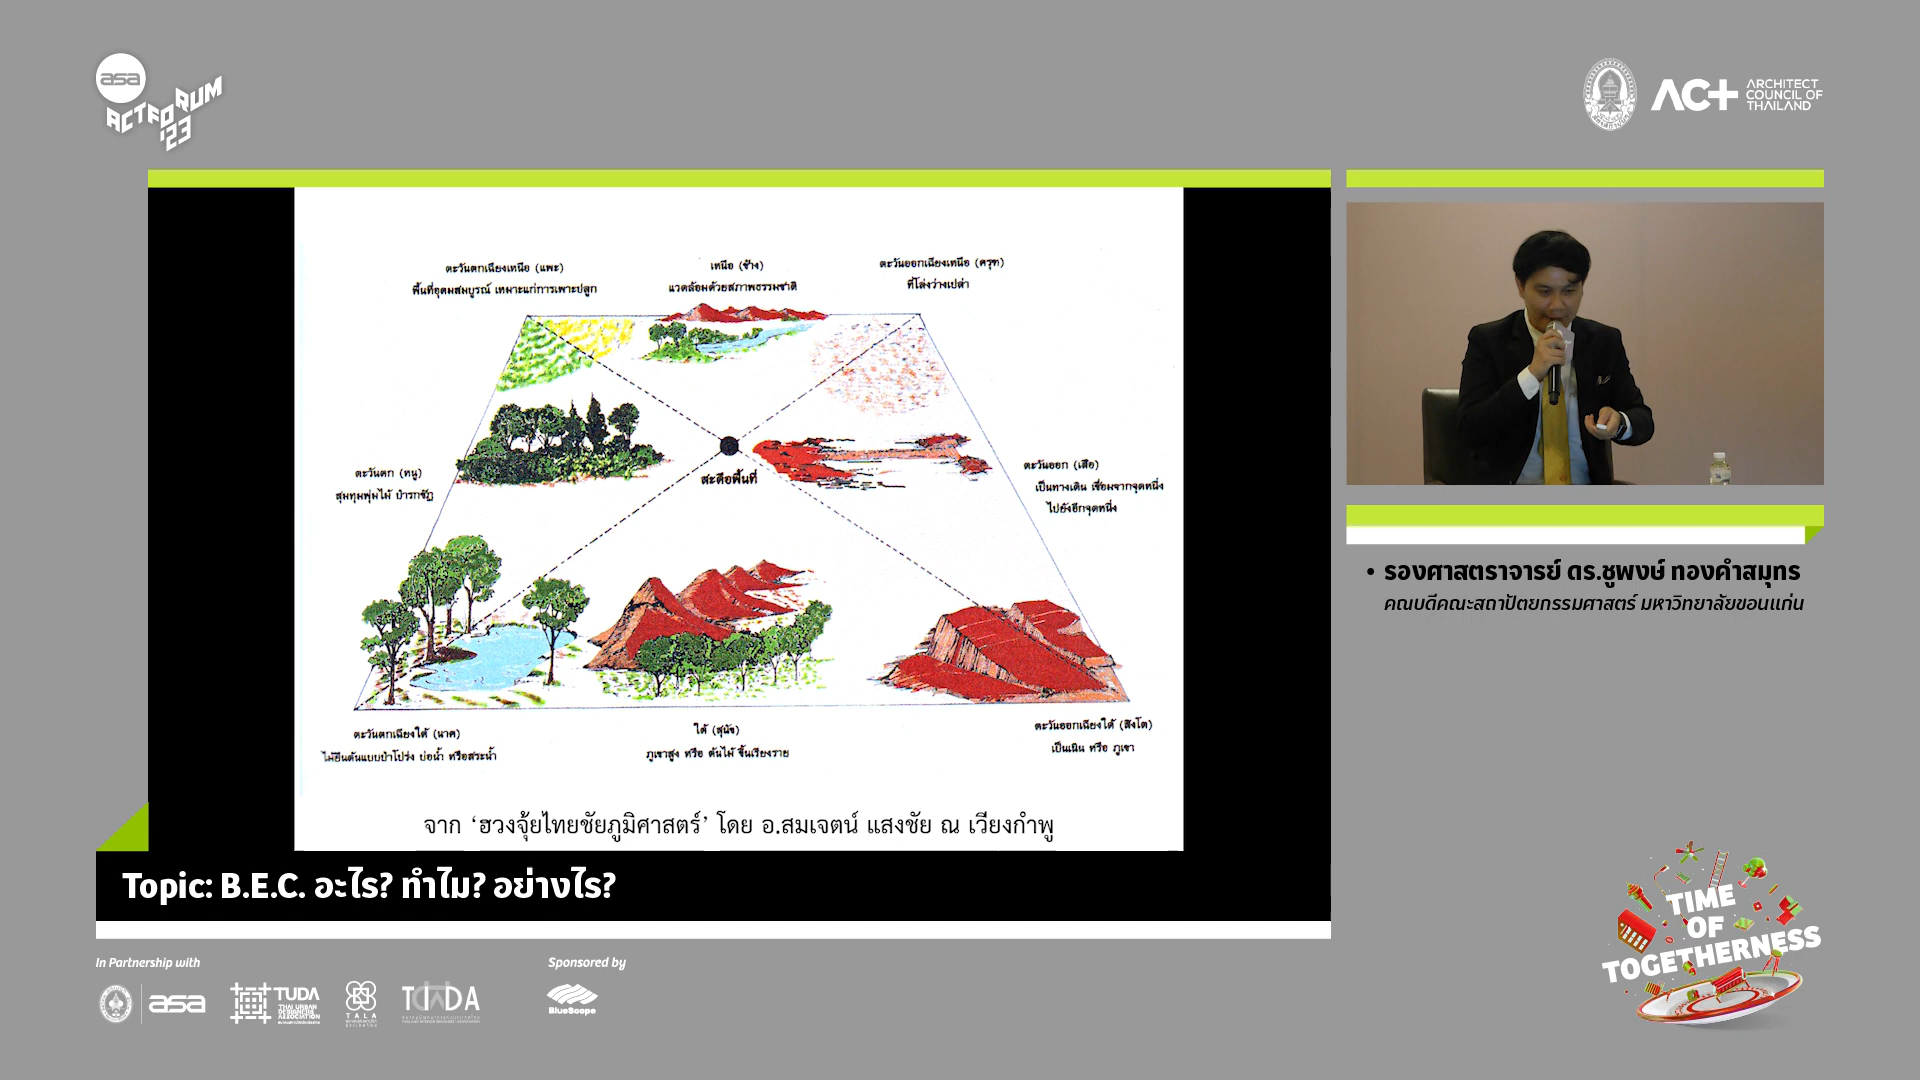 asa
ACTFORUM
'23
ACT
ARCHITECT
COUNCIL OF
THAILAND
ตะวันตกเฉียงเหนือ (แพะ)
พื้นที่อุดมสมบูรณ์ เหมาะแก่การเพาะปลูก
เหนือ (ช้าง)
แวดล้อมด้วยสภาพธรรมชาติ
ตะวันออกเฉียงเหนือ (ครุฑ)
ที่โล่งว่างเปล่า
ตะวันตก (หนู)
สุมทุมพุ่มไม้ ป่ารกชัฏ
สะดือพื้นที่
ตะวันออก (เสือ)
เป็นทางเดิน เชื่อมจากจุดหนึ่ง
ไปยังอีกจุดหนึ่ง
ตะวันตกเฉียงใต้ (นาค)
ไม้ยืนต้นแบบป่าโปร่ง บ่อน้ำ หรือสระน้ำ
ใต้ (สุนัข)
ภูเขาสูง หรือ ต้นไม้ ขึ้นเรียงราย
ตะวันออกเฉียงใต้ (สิงโต)
เป็นเนิน หรือ ภูเขา
จาก ‘ฮวงจุ้ยไทยชัยภูมิศาสตร์’ โดย อ.สมเจตน์ แสงชัย ณ เวียงกำพู
• รองศาสตราจารย์ ดร.ชูพงษ์ ทองคำสมุทร
คณบดีคณะสถาปัตยกรรมศาสตร์ มหาวิทยาลัยขอนแก่น
Topic: B.E.C. อะไร? ทำไม? อย่างไร?
TIME
OF
TOGETHERNESS
In Partnership with
Sponsored by
asa
TUDA
THAI URBAN
DESIGNERS
ASSOCIATION
TALA
TIDA
BlueScope